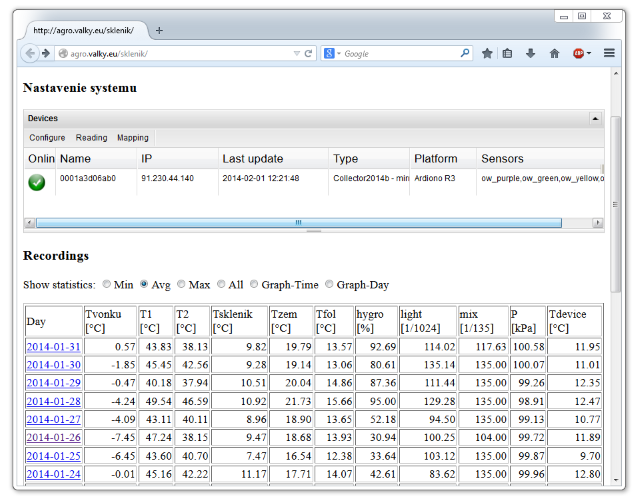 http://agro.valky.eu/sklenik/
agro.valky.eu/sklenik/
Google
ABP
Nastavenie systemu
Devices
Configure Reading Mapping
Onlin Name IP Last update Type Platform Sensors
0001a3d06ab0 91.230.44.140 2014-02-01 12:21:48 Collector2014b - min Ardiono R3 ow_purple,ow_green,ow_yellow,o
Recordings
Show statistics: Min Avg Max All Graph-Time Graph-Day
Day Tvonku [°C] T1 [°C] T2 [°C] Tsklenik [°C] Tzem [°C] Tfol [°C] hygro [%] light [1/1024] mix [1/135] P [kPa] Tdevice [°C]
2014-01-31 0.57 43.83 38.13 9.82 19.79 13.57 92.69 114.02 117.63 100.58 11.95
2014-01-30 -1.85 45.45 42.56 9.28 19.14 13.06 80.61 135.14 135.00 100.07 11.01
2014-01-29 -0.47 40.18 37.94 10.51 20.04 14.86 87.36 111.44 135.00 99.26 12.35
2014-01-28 -4.24 49.54 46.59 10.92 21.73 15.66 95.00 129.28 135.00 98.91 12.47
2014-01-27 -4.09 43.11 40.11 8.96 18.90 13.65 52.18 94.50 135.00 99.13 10.77
2014-01-26 -7.45 47.24 38.15 9.47 18.68 13.93 30.94 100.25 104.00 99.72 11.89
2014-01-25 -6.45 43.60 40.70 7.47 16.54 12.38 33.64 103.12 135.00 99.87 9.70
2014-01-24 -0.01 45.16 42.22 11.17 17.71 14.07 42.61 83.62 135.00 99.96 12.80